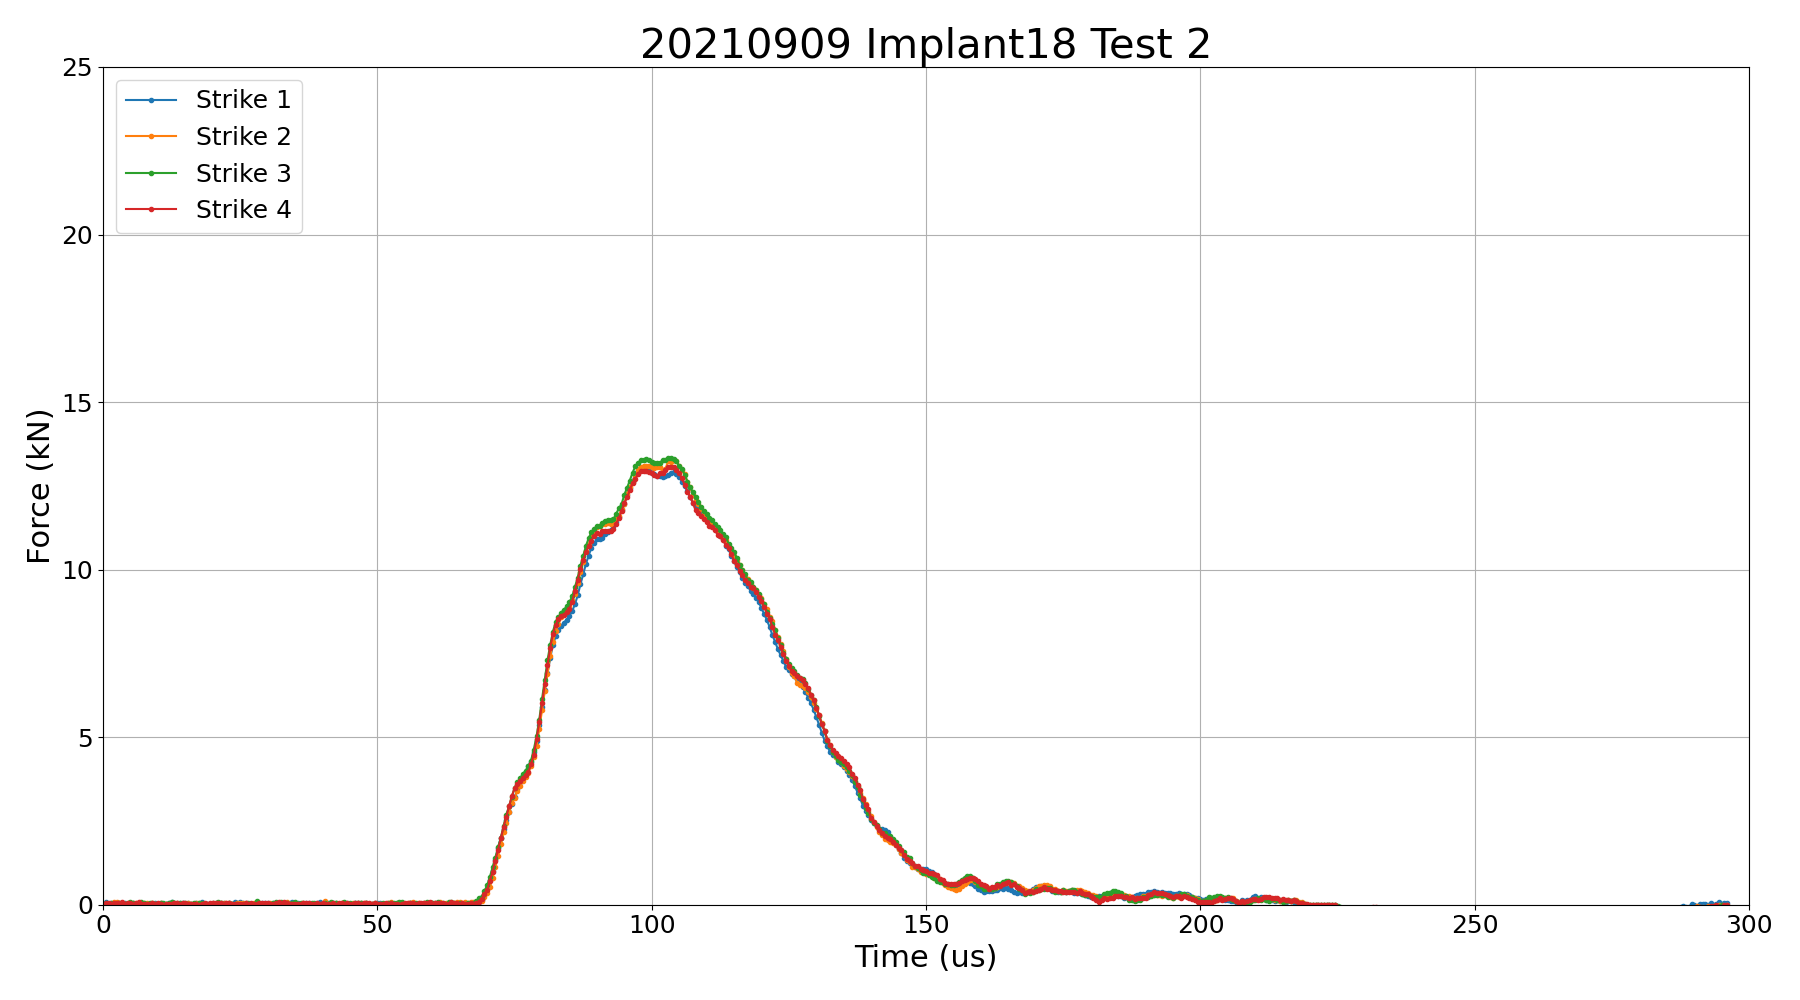 20210909 Implant18 Test 2
25
20
15
10
5
0
Force (kN)
Strike 1
Strike 2
Strike 3
Strike 4
0 50 100 150 200 250 300
Time (us)